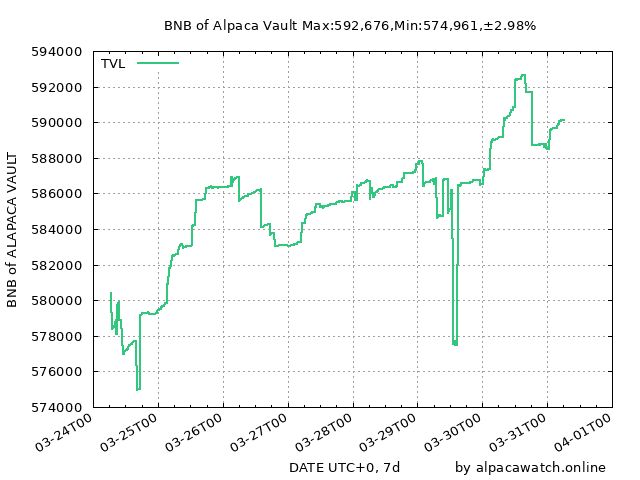 BNB of Alpaca Vault Max:592,676,Min:574,961,±2.98%
TVL
594000
592000
590000
588000
586000
584000
582000
580000
578000
576000
574000
BNB of ALAPACA VAULT
03-24T00
03-25T00
03-26T00
03-27T00
03-28T00
03-29T00
03-30T00
03-31T00
04-01T00
DATE UTC+0, 7d
by alpacawatch.online